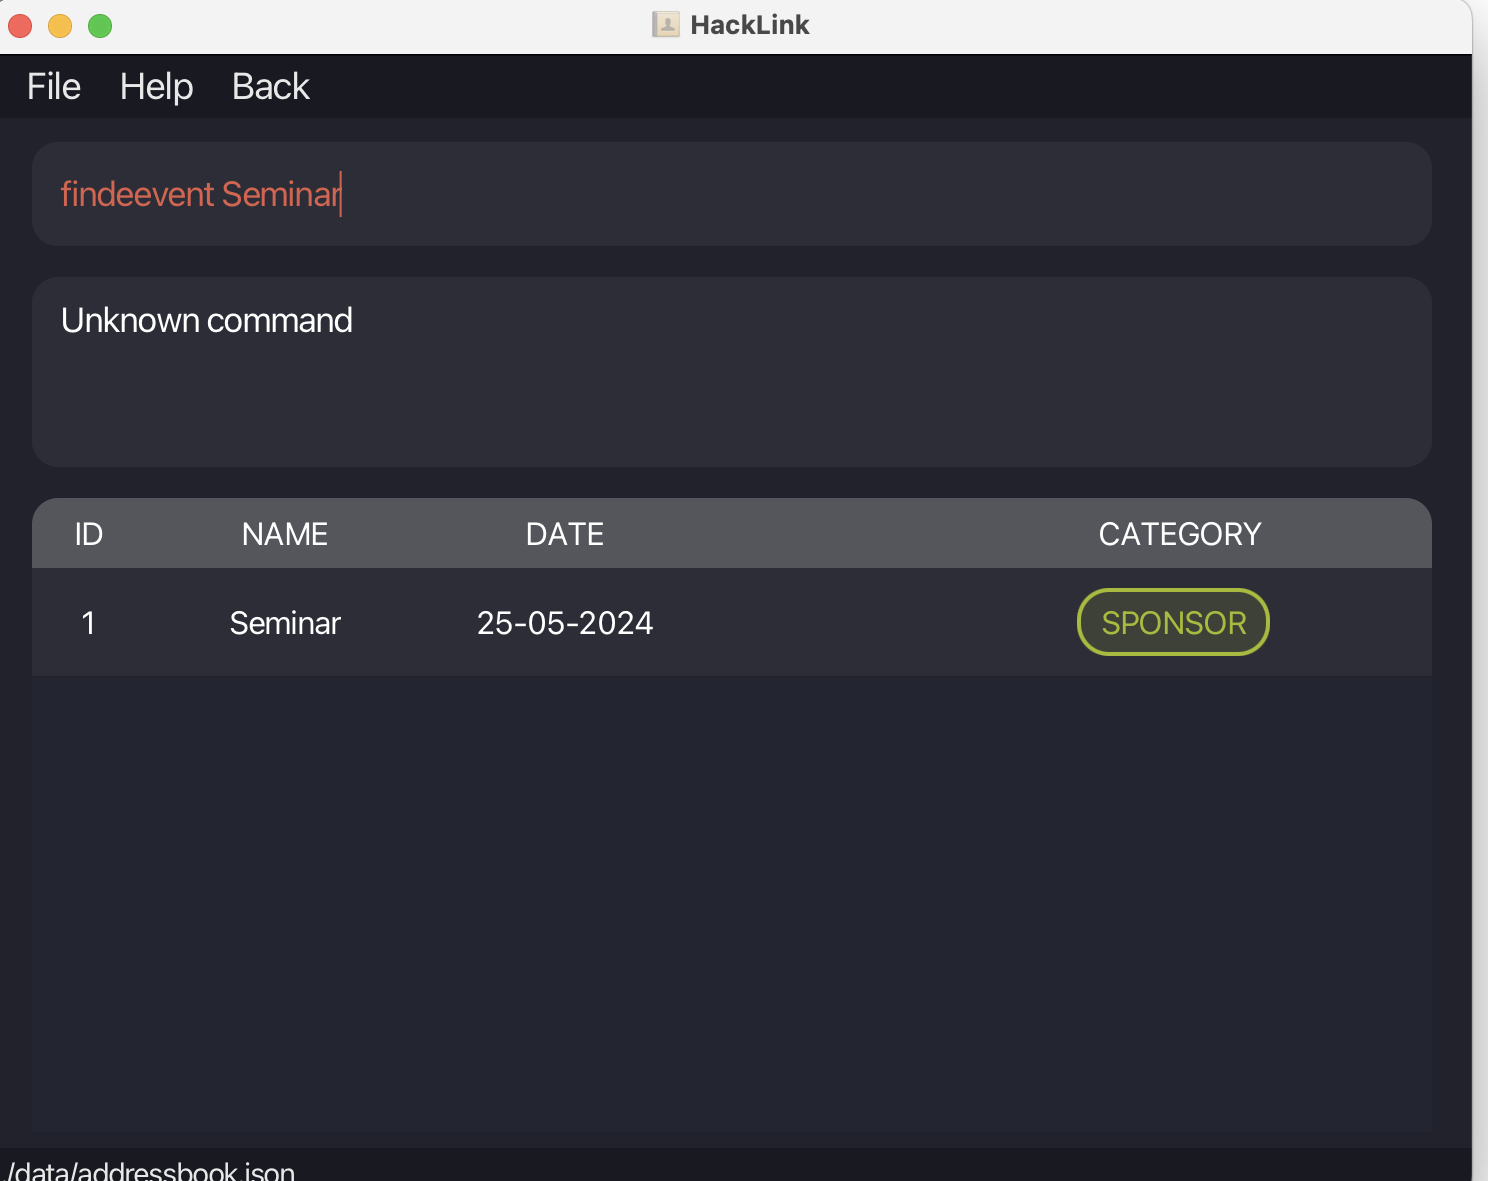 HackLink
File Help Back
findeevent Seminar
Unknown command
ID NAME DATE CATEGORY
1 Seminar 25-05-2024 SPONSOR
./data/addressbook.json